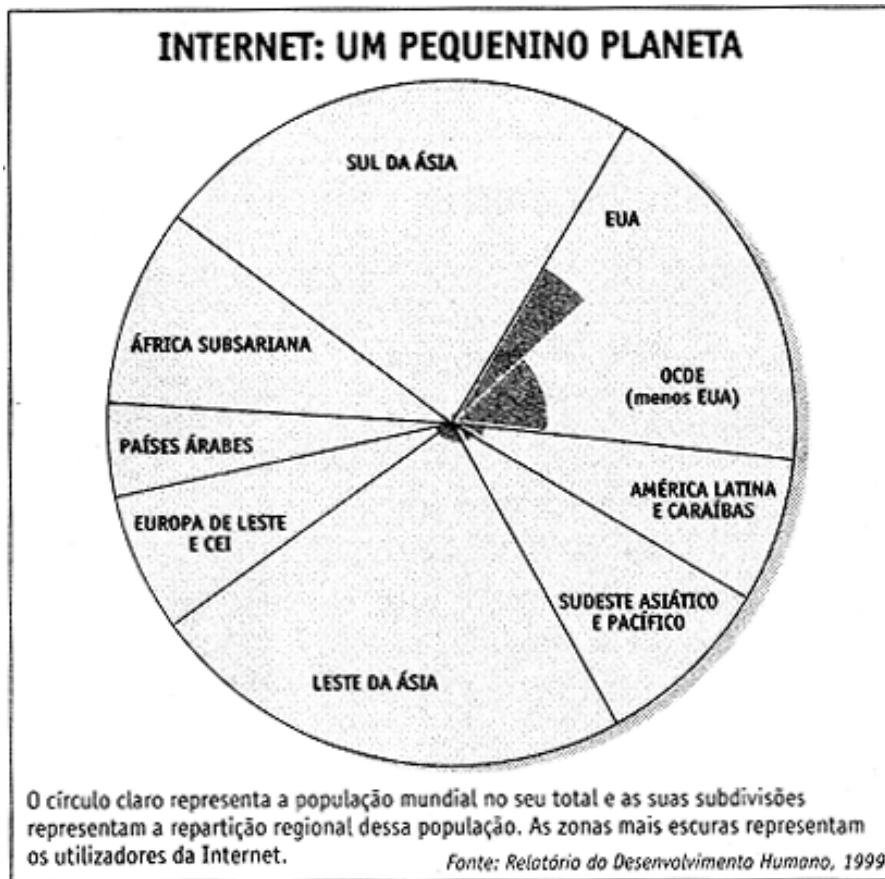 INTERNET: UM PEQUENINO PLANETA
SUL DA ÁSIA
EUA
ÁFRICA SUBSARIANA
OCDE
(menos EUA)
PAÍSES ÁRABES
AMÉRICA LATINA
E CARAÍBAS
EUROPA DE LESTE
E CEI
SUDESTE ASIÁTICO
E PACÍFICO
LESTE DA ÁSIA
O círculo claro representa a população mundial no seu total e as suas subdivisões
representam a repartição regional dessa população. As zonas mais escuras representam
os utilizadores da Internet.
Fonte: Relatório do Desenvolvimento Humano, 1999